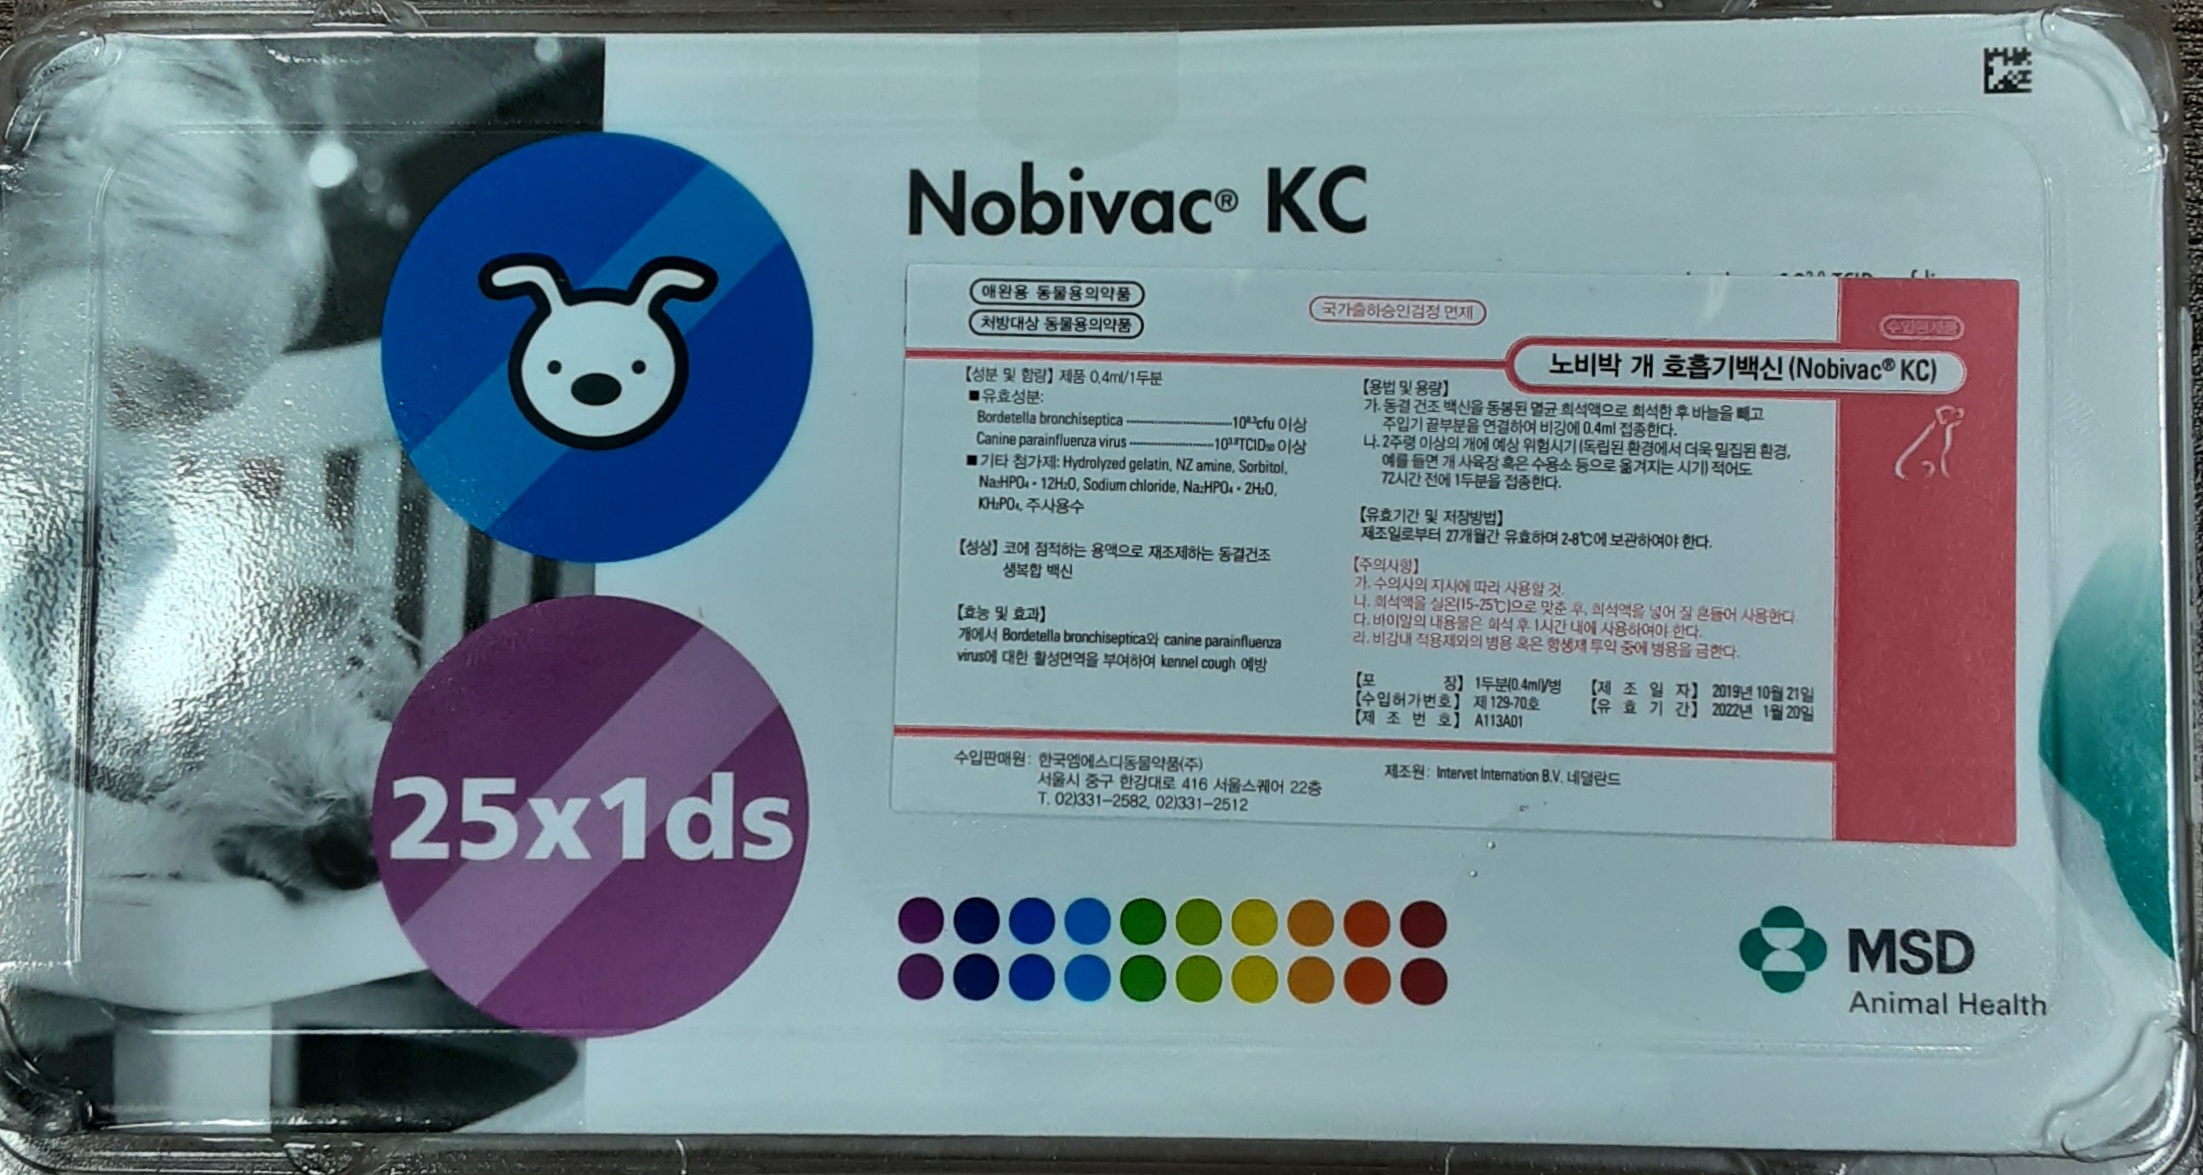 Nobivac® KC
애완용 동물용의약품
처방대상 동물용의약품
국가출하승인검정 면제
노비박 개 호흡기백신 (Nobivac® KC)
【성분 및 함량】 제품 0.4ml/1두분
■ 유효성분:
Bordetella bronchiseptica ------ 10⁸·³cfu 이상
Canine parainfluenza virus ------ 10³·⁸TCID₅₀ 이상
■ 기타 첨가제: Hydrolyzed gelatin, NZ amine, Sorbitol,
Na₂HPO₄・12H₂O, Sodium chloride, Na₂HPO₄・2H₂O,
KH₂PO₄, 주사용수
【성상】 코에 점적하는 용액으로 재조제하는 동결건조
생복합 백신
【효능 및 효과】
개에서 Bordetella bronchiseptica와 canine parainfluenza
virus에 대한 활성면역을 부여하여 kennel cough 예방
【용법 및 용량】
가. 동결 건조 백신을 동봉된 멸균 희석액으로 희석한 후 바늘을 빼고
주입기 끝부분을 연결하여 비강에 0.4ml 접종한다.
나. 2주령 이상의 개에 예상 위험시기 (독립된 환경에서 더욱 밀집된 환경,
예를 들면 개 사육장 혹은 수용소 등으로 옮겨지는 시기) 적어도
72시간 전에 1두분을 접종한다.
【유효기간 및 저장방법】
제조일로부터 27개월간 유효하며 2-8℃에 보관하여야 한다.
【주의사항】
가. 수의사의 지시에 따라 사용할 것.
나. 희석액을 실온(15-25℃)으로 맞춘 후, 희석액을 넣어 잘 흔들어 사용한다.
다. 바이알의 내용물은 희석 후 1시간 내에 사용하여야 한다.
라. 비강내 적용제와의 병용 혹은 항생제 투약 중에 병용을 금한다.
【포 장】 1두분(0.4ml)/병 【제 조 일 자】 2019년 10월 21일
【수입허가번호】 제 129-70호 【유 효 기 간】 2022년 1월 20일
【제 조 번 호】 A113A01
수입판매원: 한국엠에스디동물약품(주)
서울시 중구 한강대로 416 서울스퀘어 22층
T. 02)331-2582, 02)331-2512
제조원: Intervet Internation B.V. 네덜란드
25x1ds
MSD
Animal Health